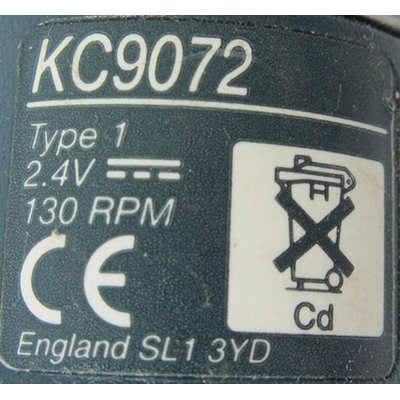 KC9072
Type 1
2.4V
130 RPM
CE
Cd
England SL1 3YD